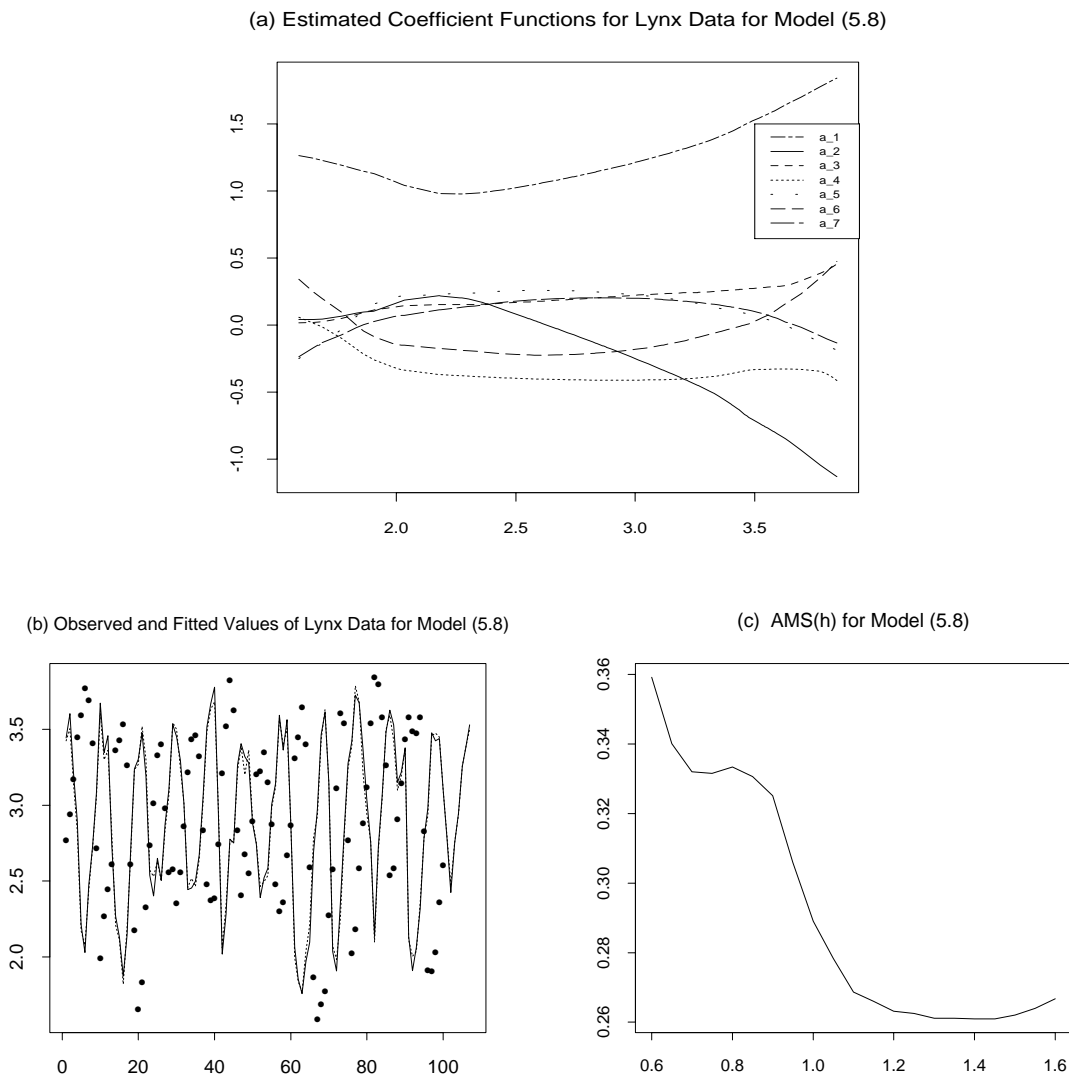 (a) Estimated Coefficient Functions for Lynx Data for Model (5.8)
1.5
1.0
0.5
0.0
-0.5
-1.0
a_1
a_2
a_3
a_4
a_5
a_6
a_7
2.0 2.5 3.0 3.5
(b) Observed and Fitted Values of Lynx Data for Model (5.8)
3.5
3.0
2.5
2.0
0 20 40 60 80 100
(c) AMS(h) for Model (5.8)
0.36
0.34
0.32
0.30
0.28
0.26
0.6 0.8 1.0 1.2 1.4 1.6